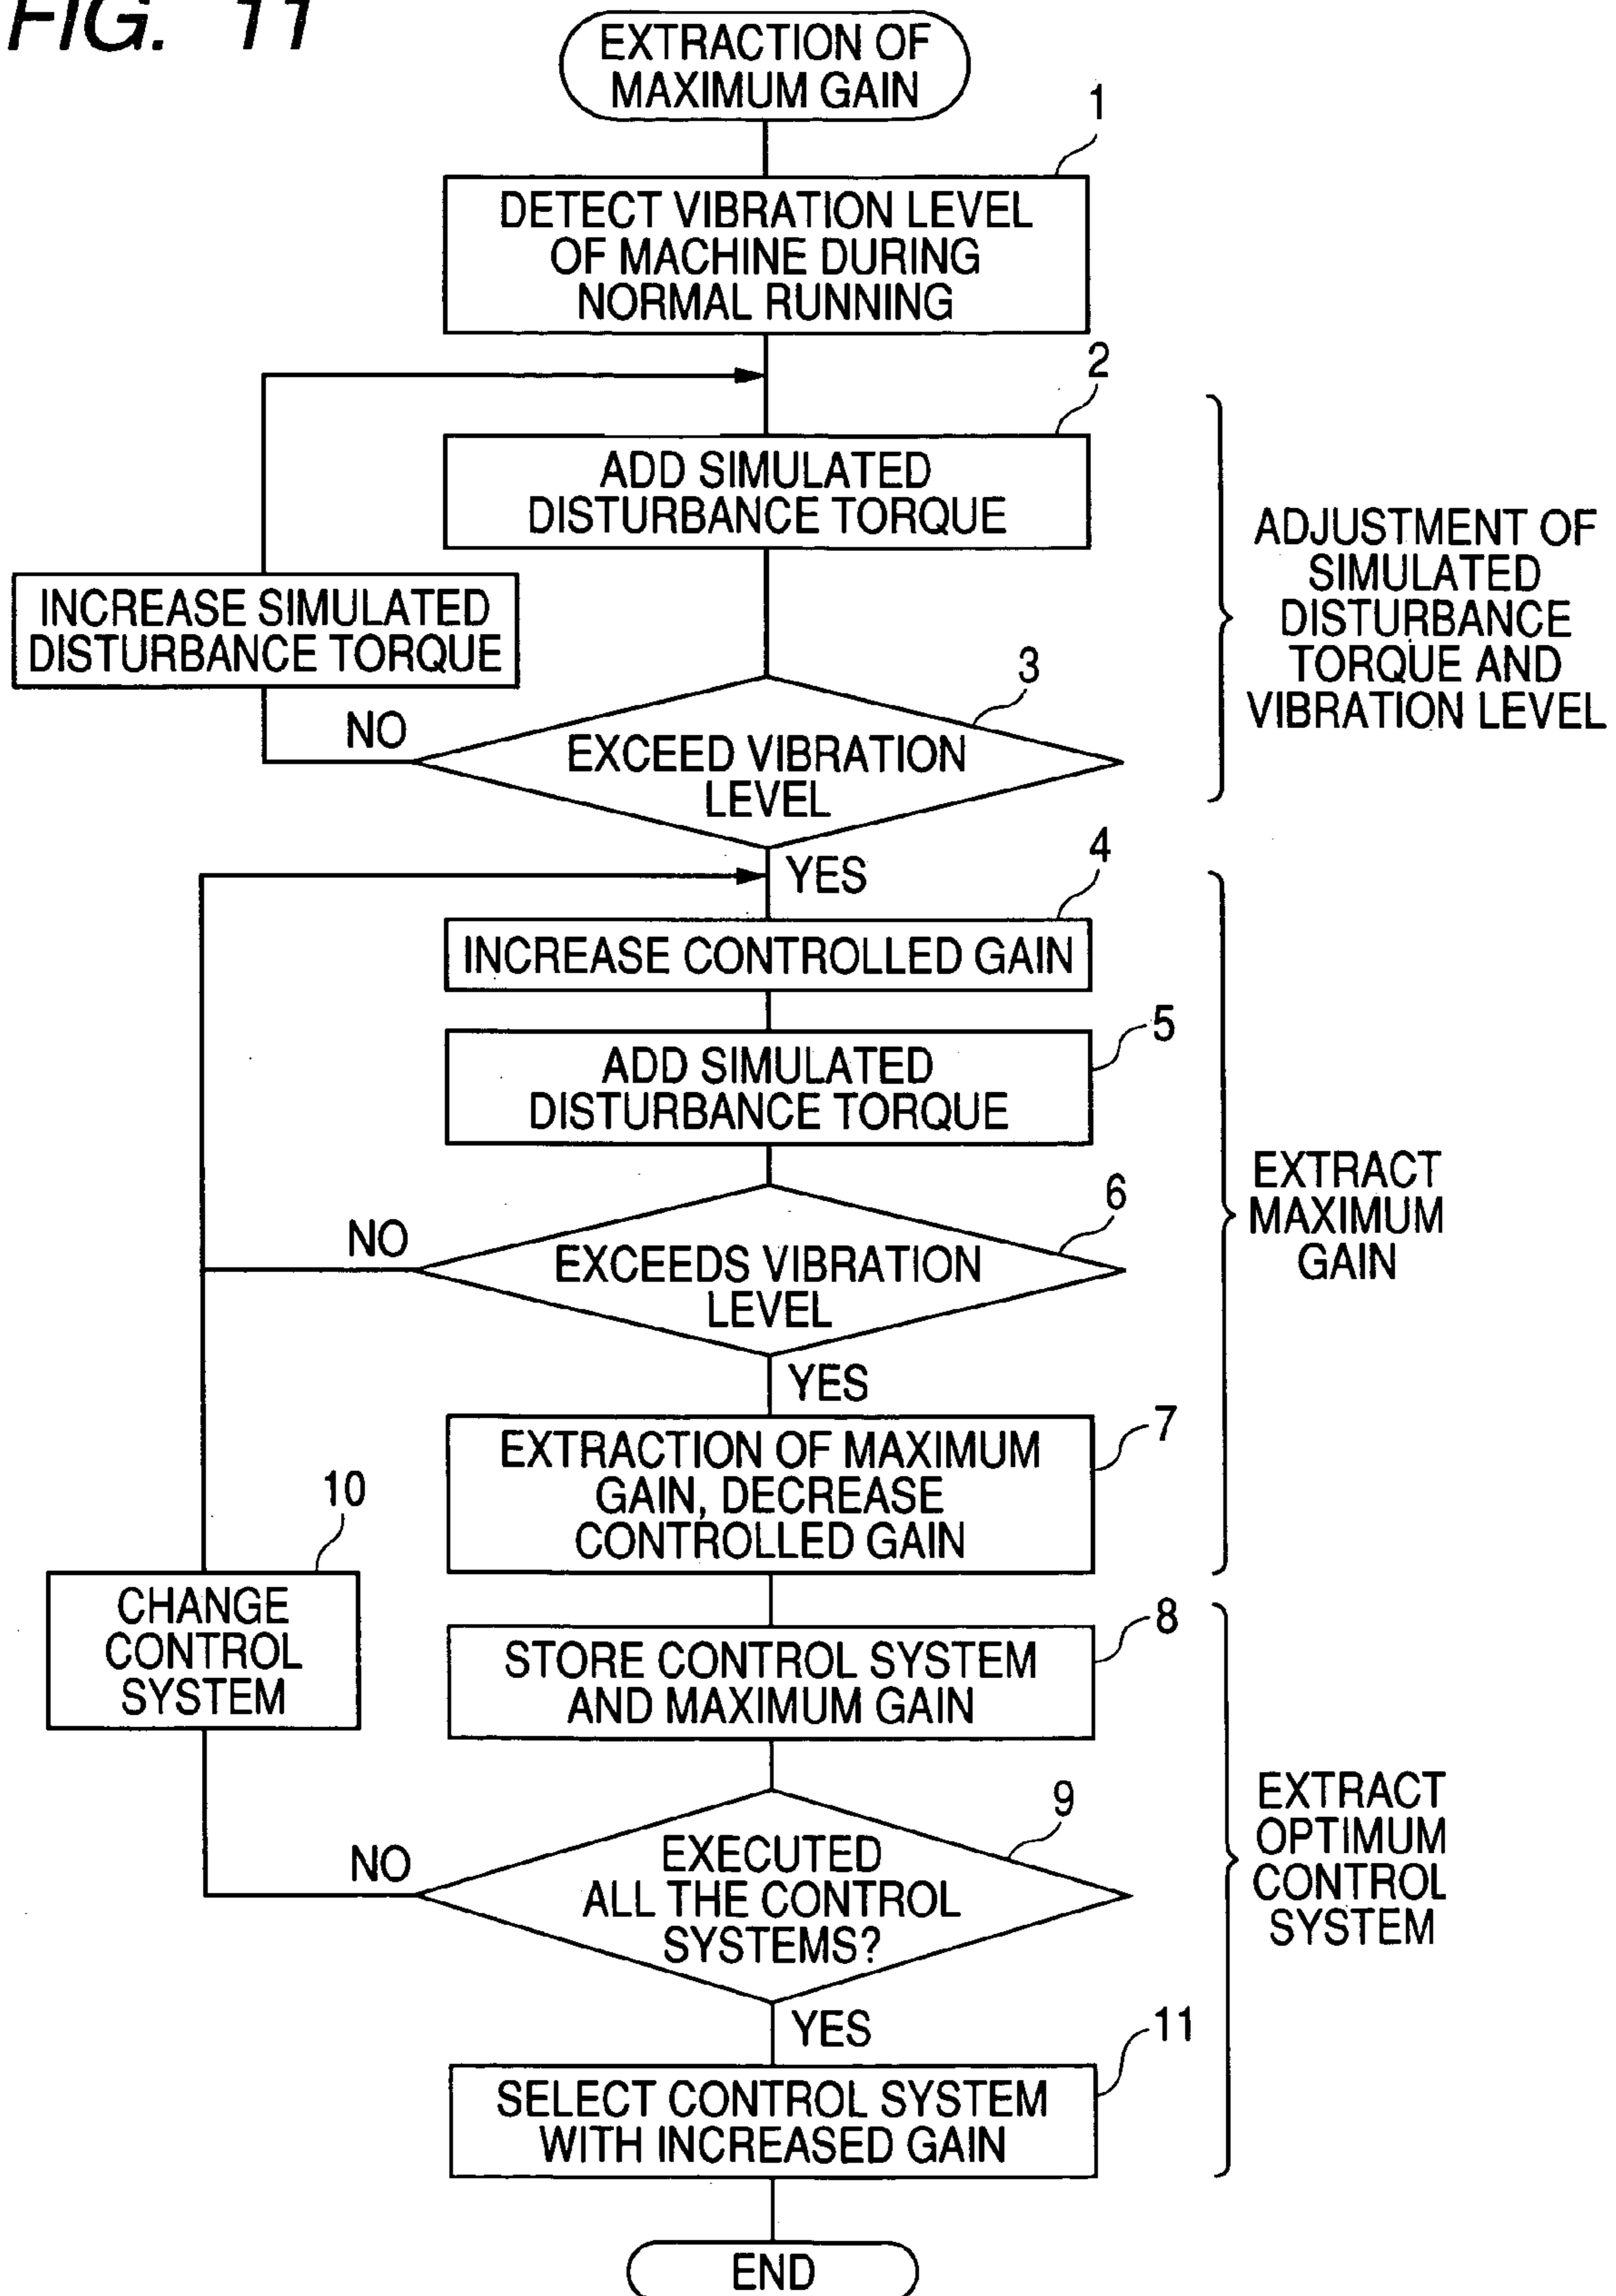 FIG. 11
EXTRACTION OF
MAXIMUM GAIN
1
DETECT VIBRATION LEVEL
OF MACHINE DURING
NORMAL RUNNING
2
ADD SIMULATED
DISTURBANCE TORQUE
INCREASE SIMULATED
DISTURBANCE TORQUE
ADJUSTMENT OF
SIMULATED
DISTURBANCE
TORQUE AND
VIBRATION LEVEL
3
NO
EXCEED VIBRATION
LEVEL
YES
4
INCREASE CONTROLLED GAIN
5
ADD SIMULATED
DISTURBANCE TORQUE
EXTRACT
MAXIMUM
GAIN
6
NO
EXCEEDS VIBRATION
LEVEL
YES
7
EXTRACTION OF MAXIMUM
GAIN, DECREASE
CONTROLLED GAIN
10
CHANGE
CONTROL
SYSTEM
8
STORE CONTROL SYSTEM
AND MAXIMUM GAIN
9
NO
EXECUTED
ALL THE CONTROL
SYSTEMS?
EXTRACT
OPTIMUM
CONTROL
SYSTEM
YES
11
SELECT CONTROL SYSTEM
WITH INCREASED GAIN
END